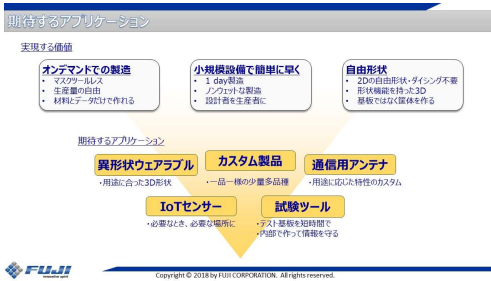 期待するアプリケーション
実現する価値
オンデマンドでの製造
・ マスクツールレス
・ 生産量の自由
・ 材料とデータだけで作れる
小規模設備で簡単に早く
・ 1 day製造
・ ノンウェットな製造
・ 設計者を生産者に
自由形状
・ 2Dの自由形状・ダイシング不要
・ 形状機能を持った3D
・ 基板ではなく筐体を作る
期待するアプリケーション
異形状ウェアラブル
・用途に合った3D形状
カスタム製品
・一品一様の少量多品種
通信用アンテナ
・用途に応じた特性のカスタム
IoTセンサー
・必要なとき、必要な場所に
試験ツール
・テスト基板を短時間で
・内部で作って情報を守る
FUJI
innovative spirit
Copyright © 2018 by FUJI CORPORATION. All rights reserved.